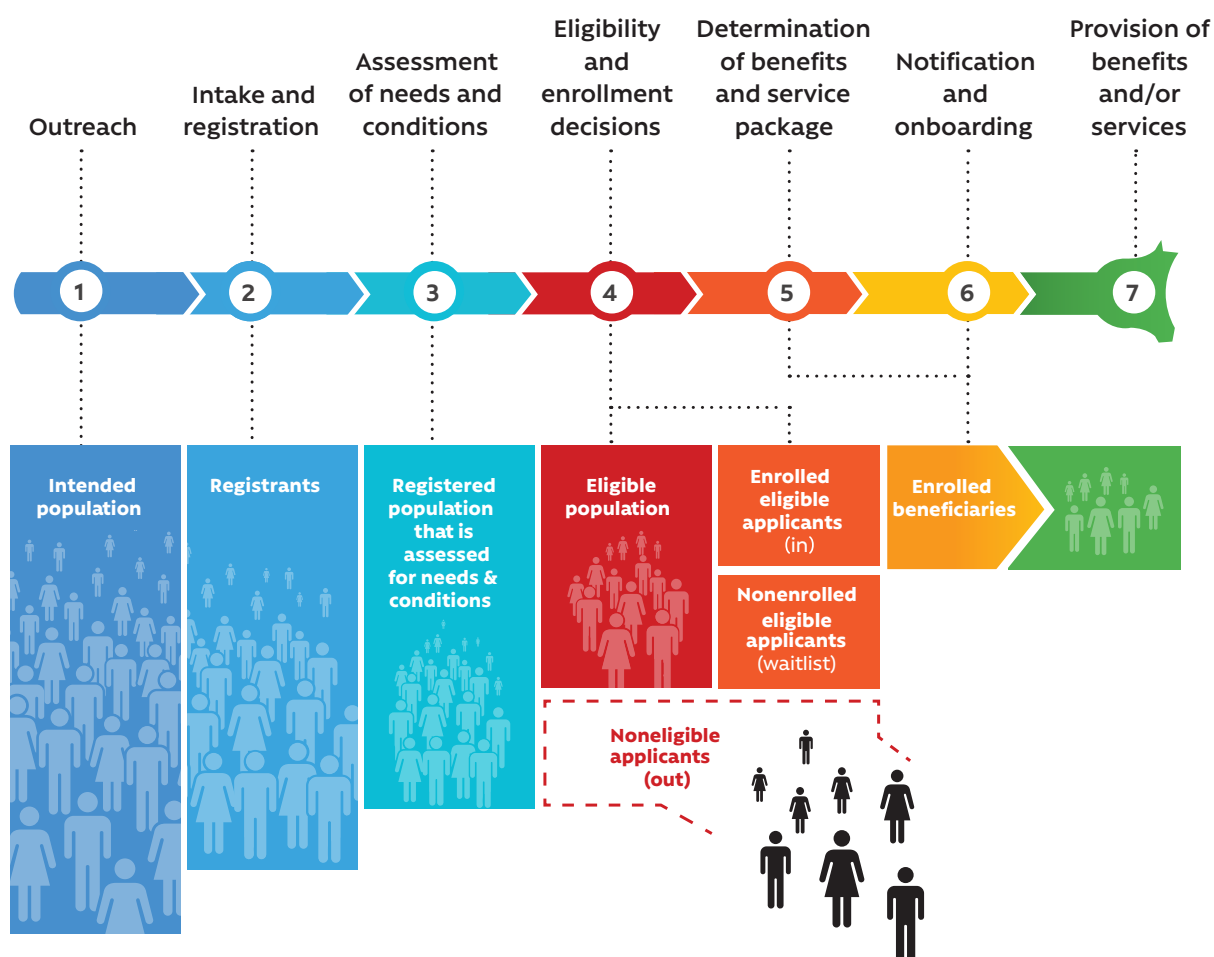 Outreach
Intake and
registration
Assessment
of needs and
conditions
Eligibility
and
enrollment
decisions
Determination
of benefits
and service
package
Notification
and
onboarding
Provision of
benefits
and/or
services
1
2
3
4
5
6
7
Intended
population
Registrants
Registered
population
that is
assessed
for needs &
conditions
Eligible
population
Enrolled
eligible
applicants
(in)
Nonenrolled
eligible
applicants
(waitlist)
Enrolled
beneficiaries
Noneligible
applicants
(out)